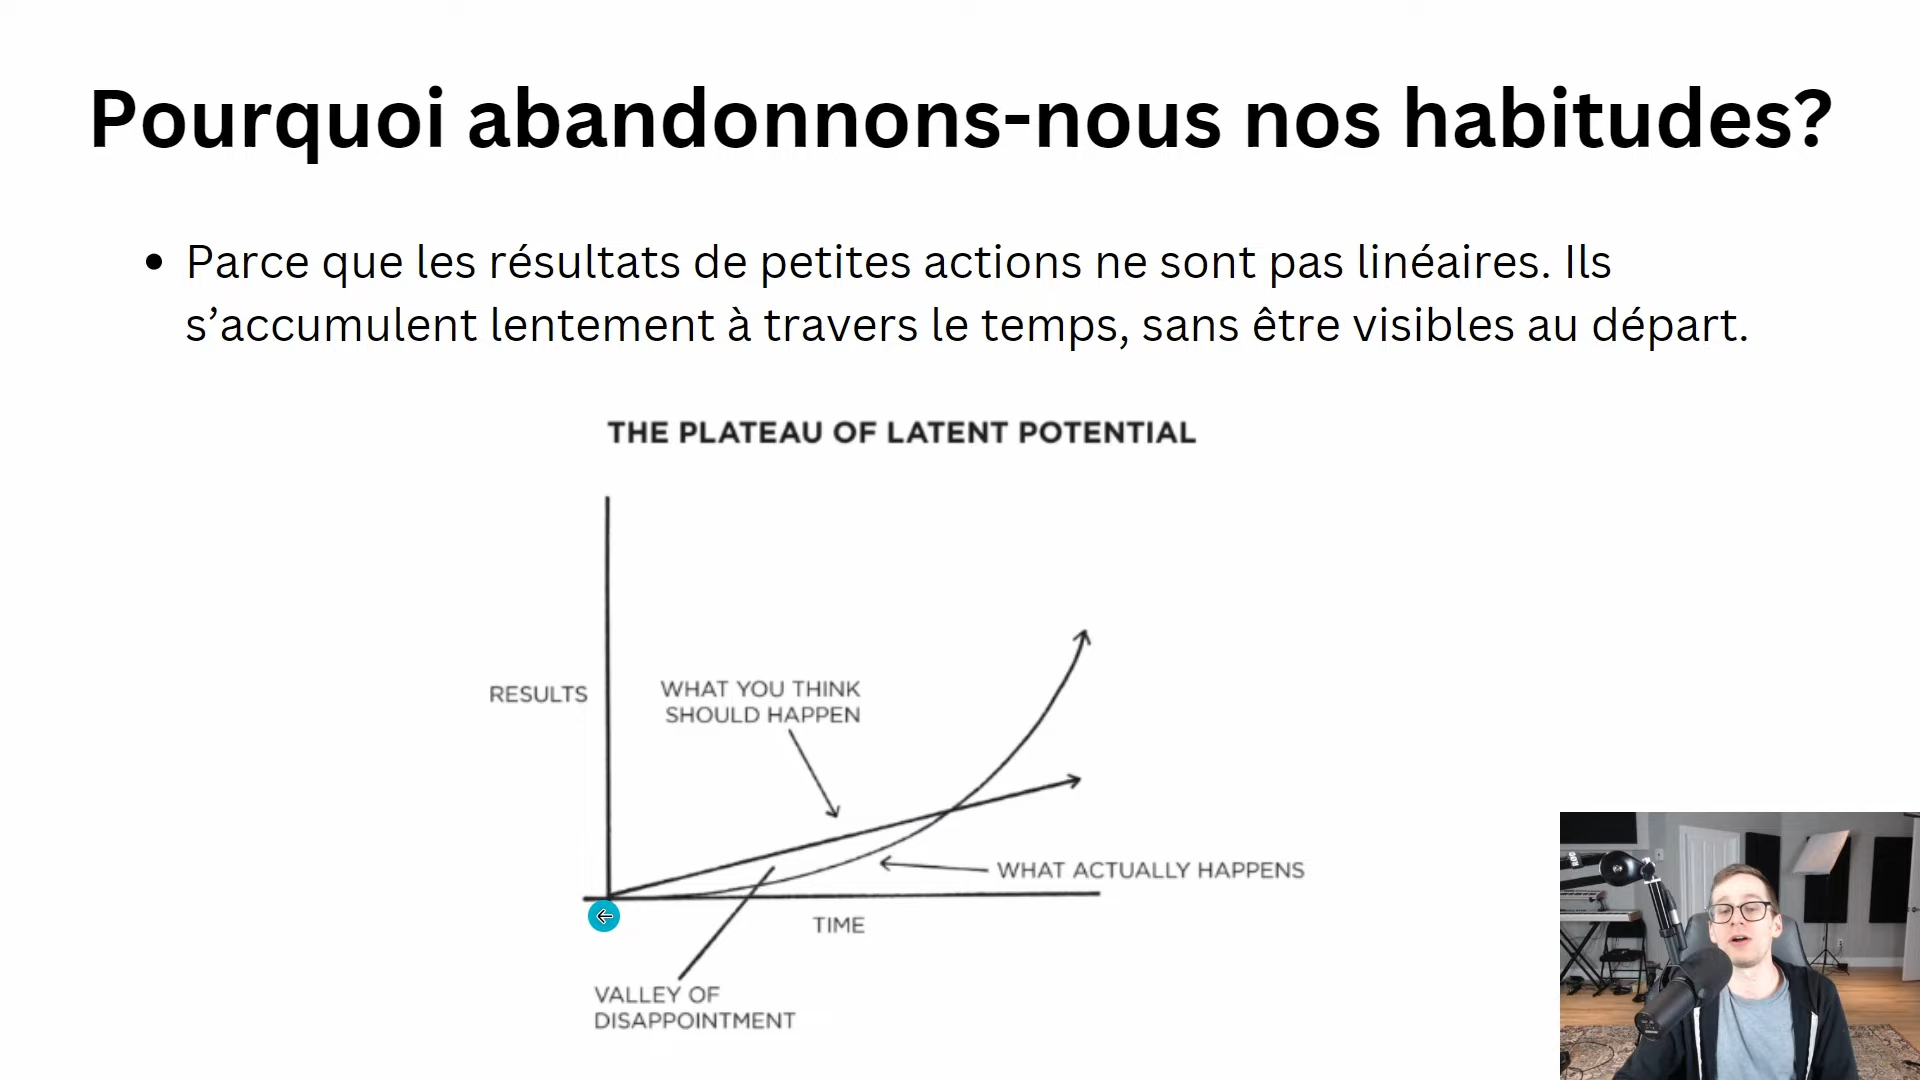 Pourquoi abandonnons-nous nos habitudes?
• Parce que les résultats de petites actions ne sont pas linéaires. Ils
s’accumulent lentement à travers le temps, sans être visibles au départ.
THE PLATEAU OF LATENT POTENTIAL
RESULTS
WHAT YOU THINK
SHOULD HAPPEN
WHAT ACTUALLY HAPPENS
TIME
VALLEY OF
DISAPPOINTMENT